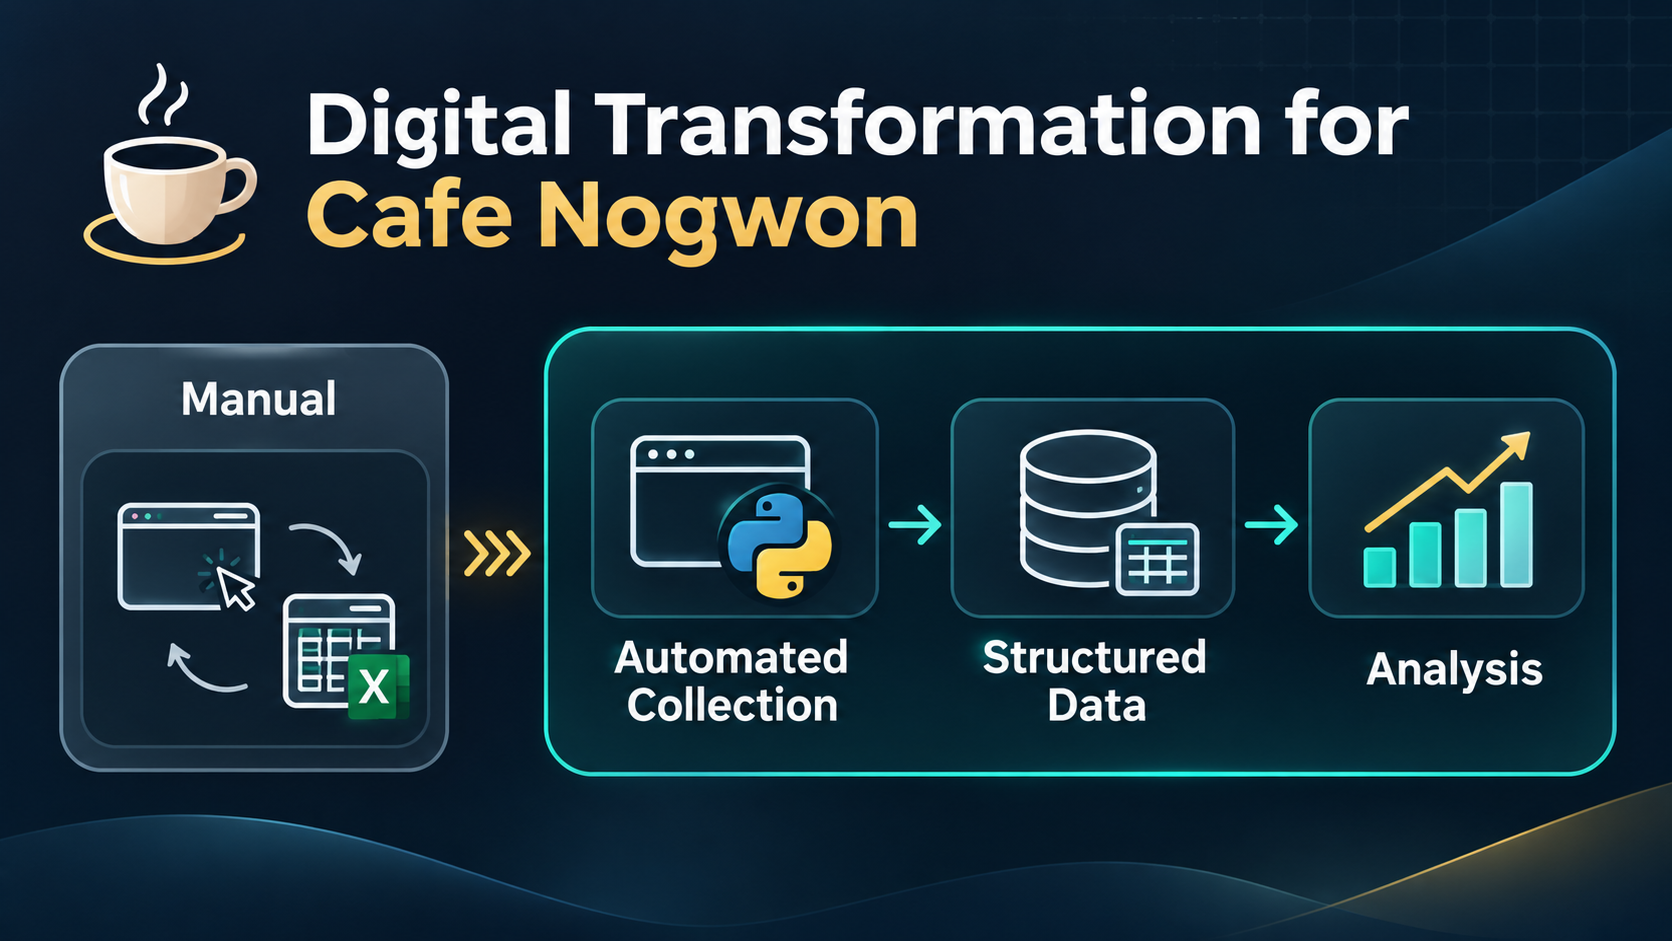 Digital Transformation for
Cafe Nogwon
Manual
X
Automated
Collection
Structured
Data
Analysis